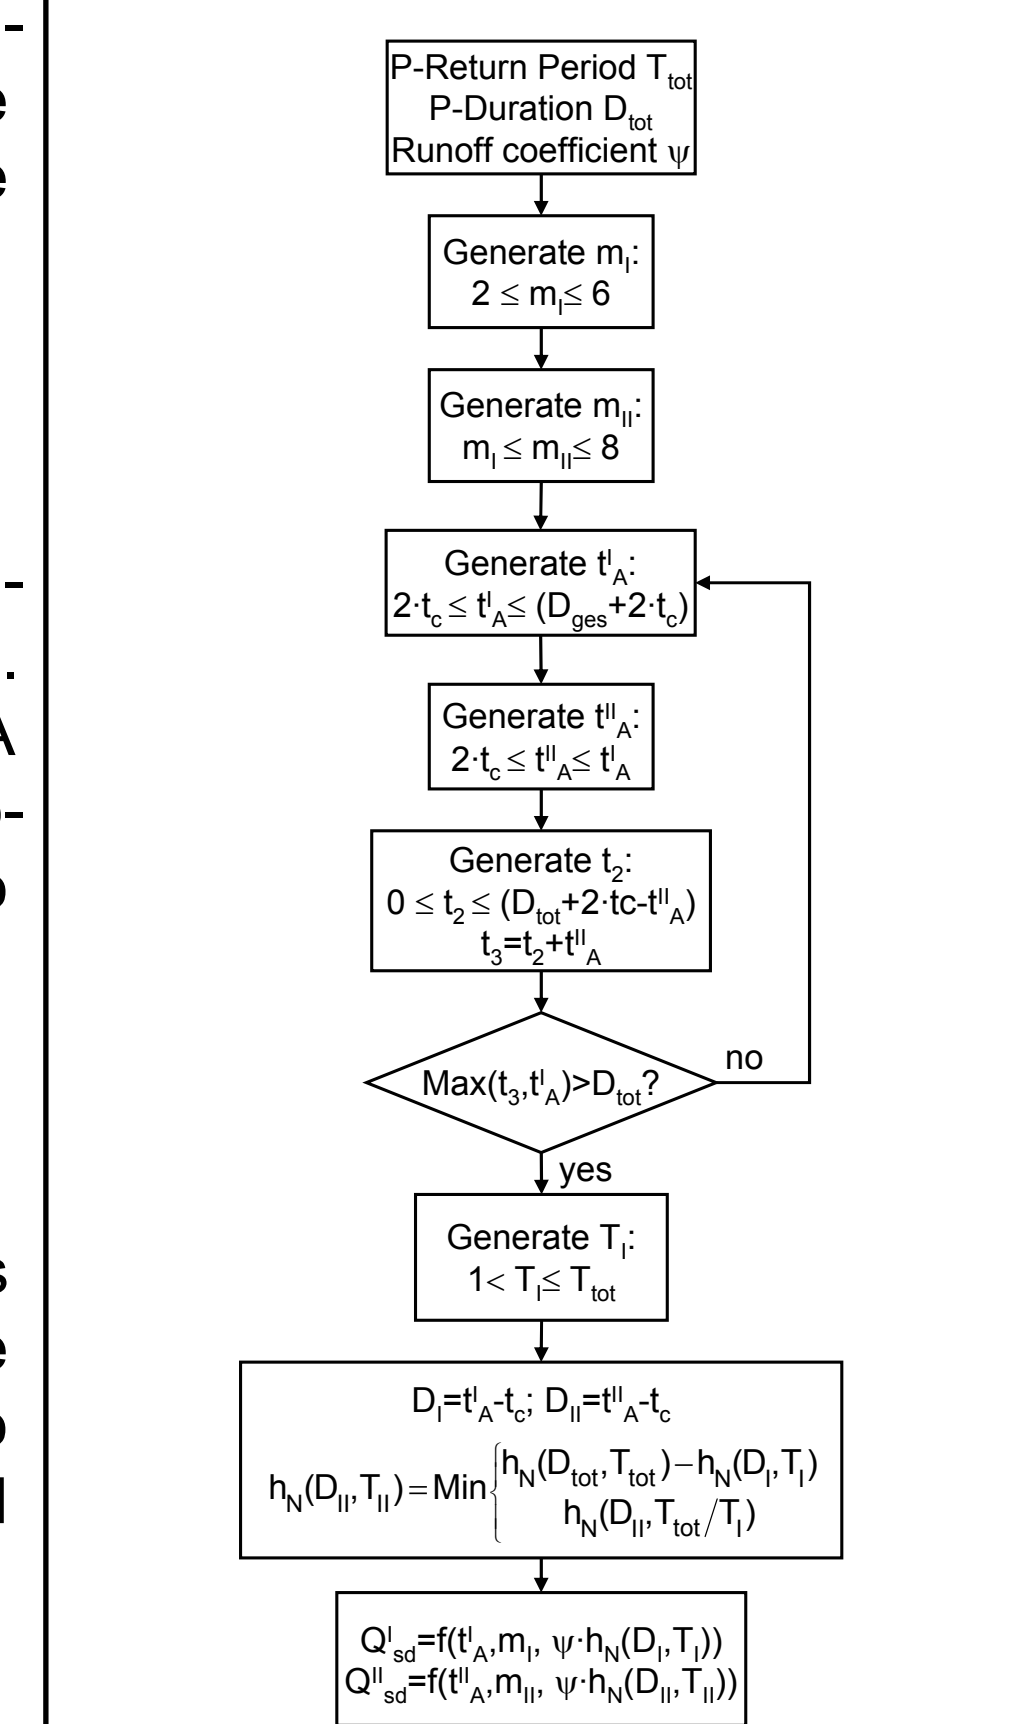 -
e
e
-
.
A
-
s
e
P-Return Period T_tot
P-Duration D_tot
Runoff coefficient ψ
Generate m_I:
2 ≤ m_I ≤ 6
Generate m_II:
m_I ≤ m_II ≤ 8
Generate t^I_A:
2·t_c ≤ t^I_A ≤ (D_ges+2·t_c)
Generate t^II_A:
2·t_c ≤ t^II_A ≤ t^I_A
Generate t_2:
0 ≤ t_2 ≤ (D_tot+2·tc-t^II_A)
t_3=t_2+t^II_A
Max(t_3,t^I_A)>D_tot?
no
yes
Generate T_I:
1< T_I ≤ T_tot
D_I=t^I_A-t_c; D_II=t^II_A-t_c
h_N(D_II,T_II)=Min{h_N(D_tot,T_tot)−h_N(D_I,T_I)
h_N(D_II,T_tot/T_I)
Q^I_sd=f(t^I_A,m_I, ψ·h_N(D_I,T_I))
Q^II_sd=f(t^II_A,m_II, ψ·h_N(D_II,T_II))